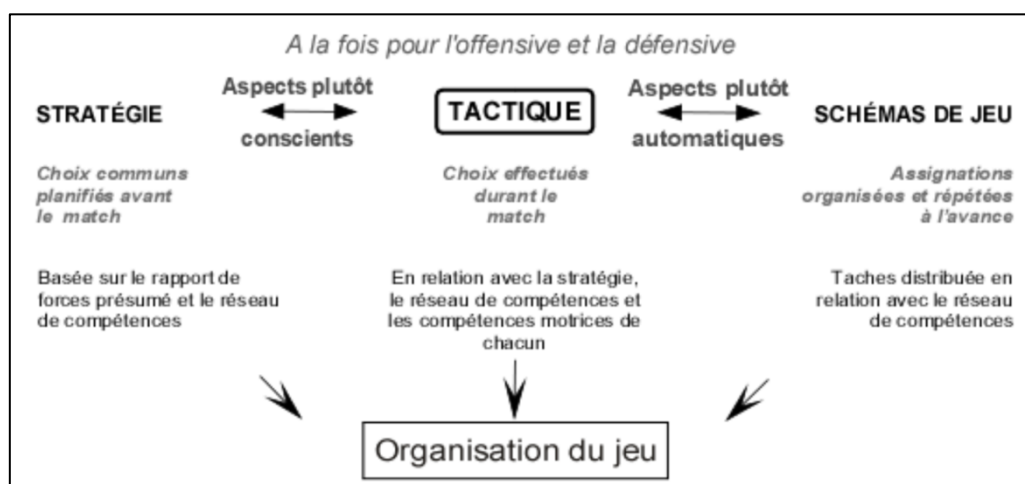 A la fois pour l'offensive et la défensive
Aspects plutôt
conscients
Aspects plutôt
automatiques
STRATÉGIE
TACTIQUE
SCHÉMAS DE JEU
Choix communs
planifiés avant
le match
Choix effectués
durant le
match
Assignations
organisées et répétées
à l'avance
Basée sur le rapport de
forces présumé et le réseau
de compétences
En relation avec la stratégie,
le réseau de compétences et
les compétences motrices de
chacun
Taches distribuée en
relation avec le réseau
de compétences
Organisation du jeu